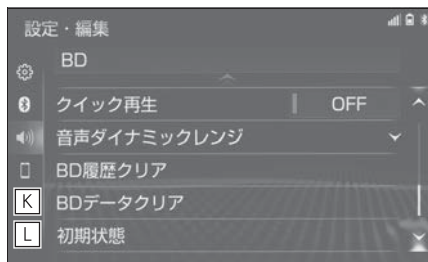 設定・編集
BD
クイック再生 OFF
音声ダイナミックレンジ
BD履歴クリア
K BDデータクリア
L 初期状態